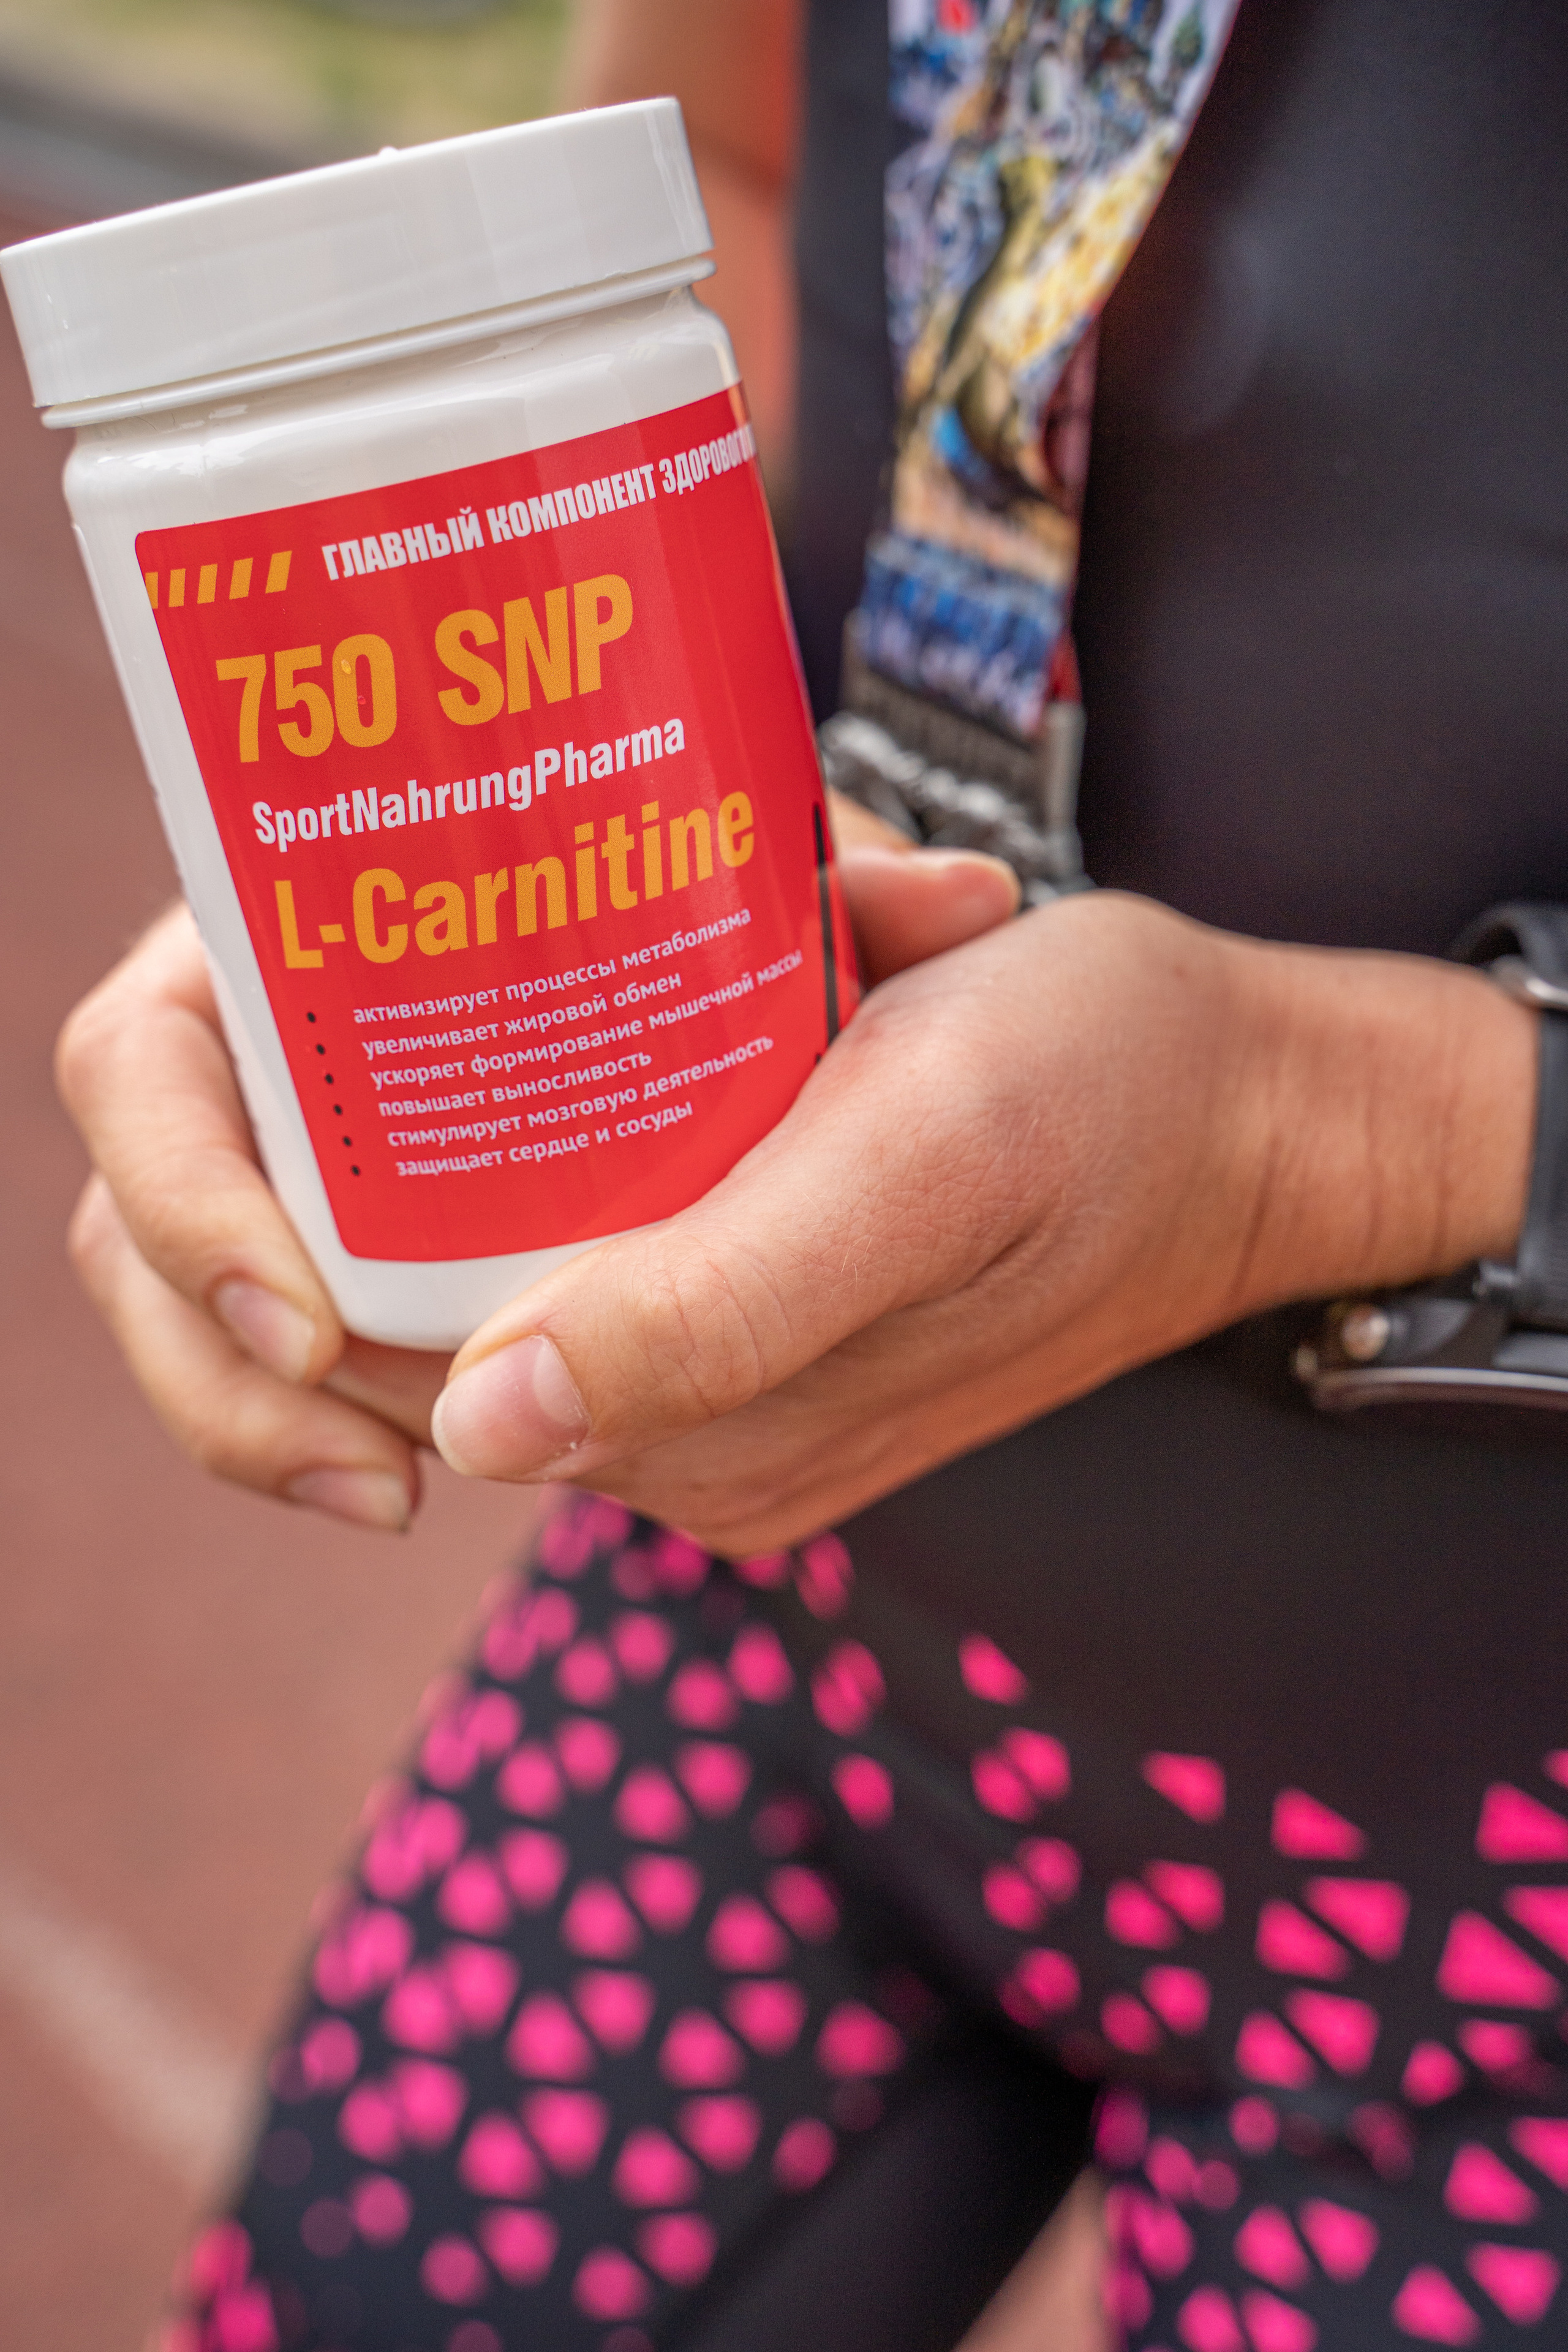 ГЛАВНЫЙ КОМПОНЕНТ ЗДОРОВОГО
750 SNP
SportNahrungPharma
L-Carnitine
• активизирует процессы метаболизма
• увеличивает жировой обмен
• ускоряет формирование мышечной массы
• повышает выносливость
• стимулирует мозговую деятельность
• защищает сердце и сосуды